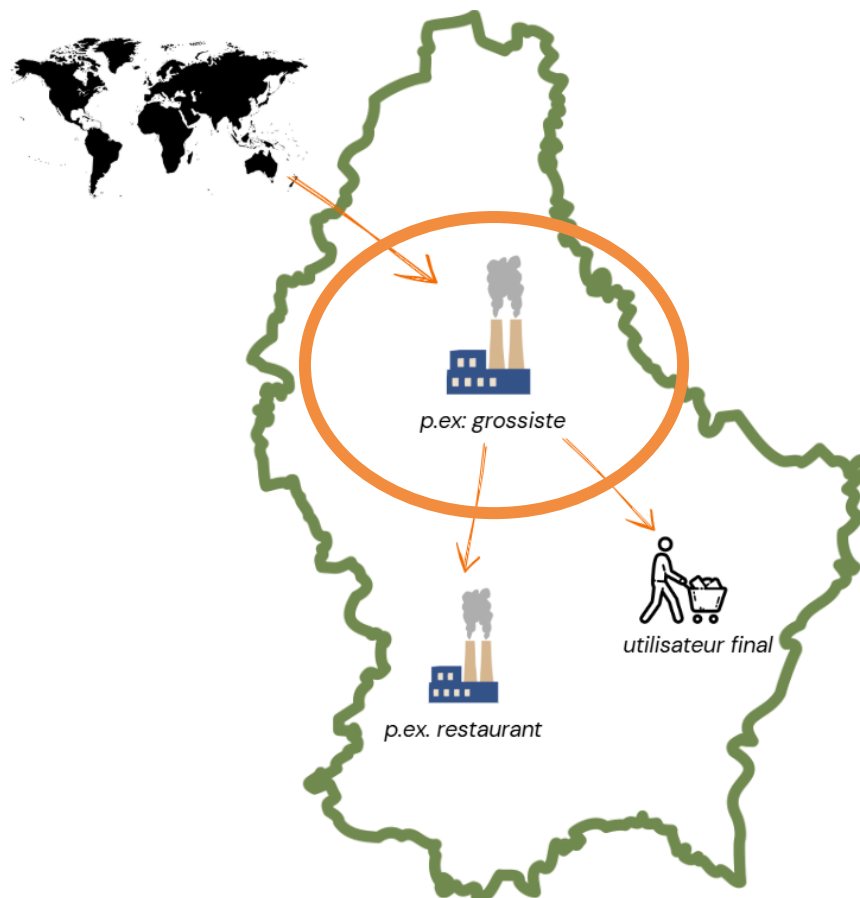 p.ex: grossiste
utilisateur final
p.ex. restaurant